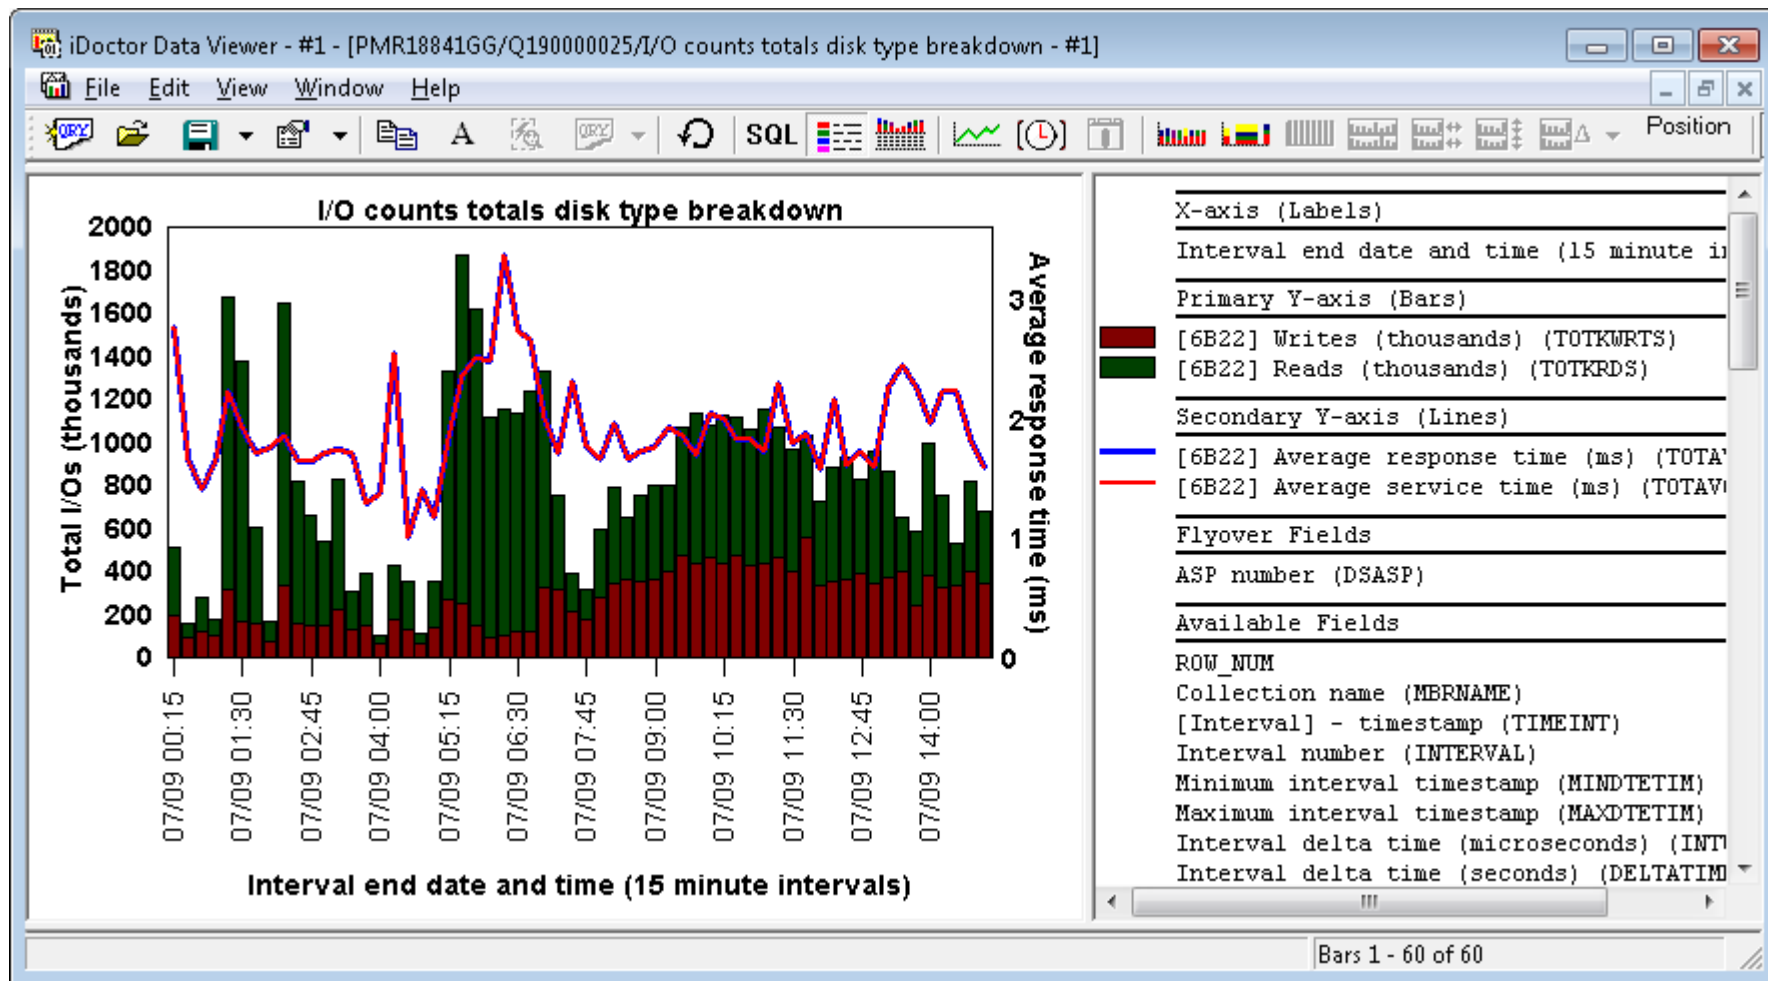 iDoctor Data Viewer - #1 - [PMR18841GG/Q190000025/I/O counts totals disk type breakdown - #1]
File Edit View Window Help
QRY A QRY SQL Position
I/O counts totals disk type breakdown
Total I/Os (thousands)
2000
1800
1600
1400
1200
1000
800
600
400
200
0
Average response time (ms)
3
2
1
0
07/09 00:15
07/09 01:30
07/09 02:45
07/09 04:00
07/09 05:15
07/09 06:30
07/09 07:45
07/09 09:00
07/09 10:15
07/09 11:30
07/09 12:45
07/09 14:00
Interval end date and time (15 minute intervals)
X-axis (Labels)
Interval end date and time (15 minute
Primary Y-axis (Bars)
[6B22] Writes (thousands) (TOTKWRTS)
[6B22] Reads (thousands) (TOTKRDS)
Secondary Y-axis (Lines)
[6B22] Average response time (ms) (TOTA
[6B22] Average service time (ms) (TOTAV
Flyover Fields
ASP number (DSASP)
Available Fields
ROW_NUM
Collection name (MBRNAME)
[Interval] - timestamp (TIMEINT)
Interval number (INTERVAL)
Minimum interval timestamp (MINDTETIM)
Maximum interval timestamp (MAXDTETIM)
Interval delta time (microseconds) (INT
Interval delta time (seconds) (DELTATIM
Bars 1 - 60 of 60